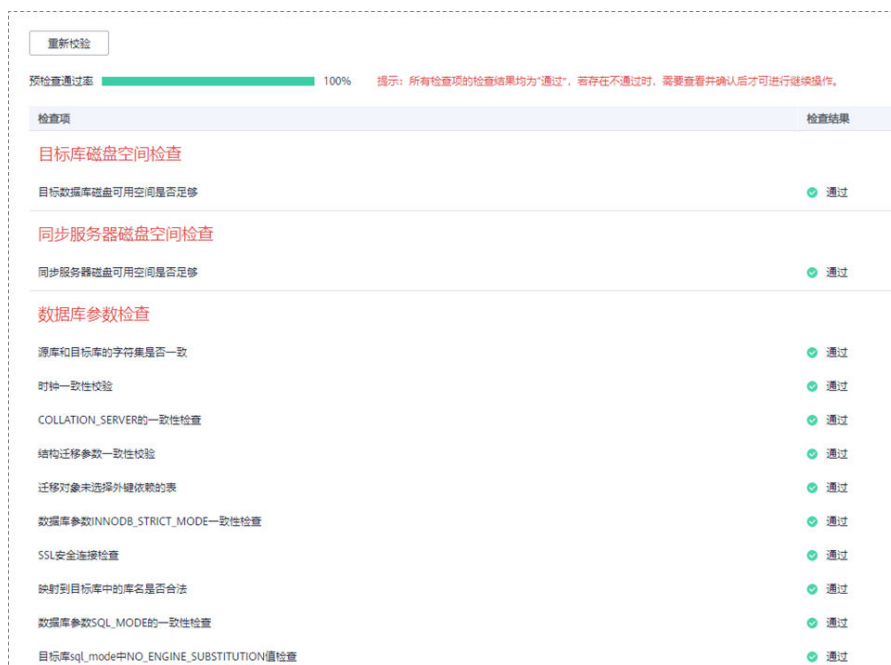 重新校验
预检查通过率 100% 提示：所有检查项的检查结果均为"通过"，若存在不通过时，需要查看并确认后才可进行继续操作。
检查项 检查结果
目标库磁盘空间检查
目标数据库磁盘可用空间是否足够 通过
同步服务器磁盘空间检查
同步服务器磁盘可用空间是否足够 通过
数据库参数检查
源库和目标库的字符集是否一致 通过
时钟一致性校验 通过
COLLATION_SERVER的一致性检查 通过
结构迁移参数一致性校验 通过
迁移对象未选择外键依赖的表 通过
数据库参数INNODB_STRICT_MODE一致性检查 通过
SSL安全连接检查 通过
映射到目标库中的库名是否合法 通过
数据库参数SQL_MODE的一致性检查 通过
目标库sql_mode中NO_ENGINE_SUBSTITUTION值检查 通过